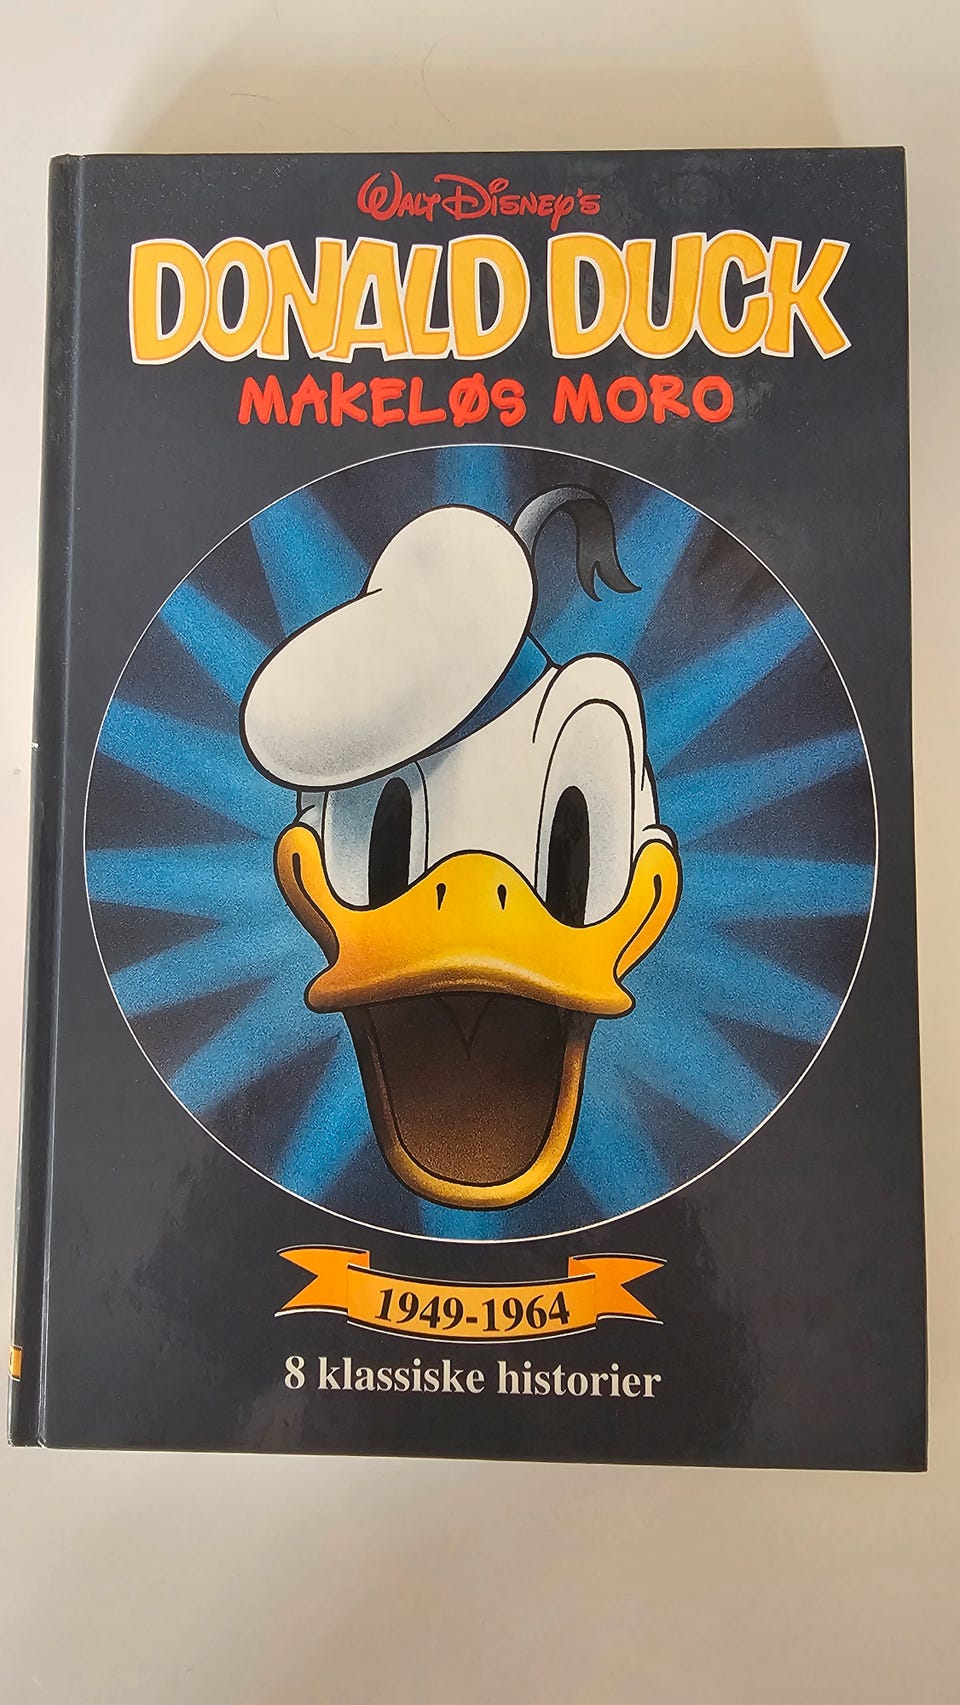 WALT DISNEY'S
DONALD DUCK
MAKELØS MORO
1949-1964
8 klassiske historier